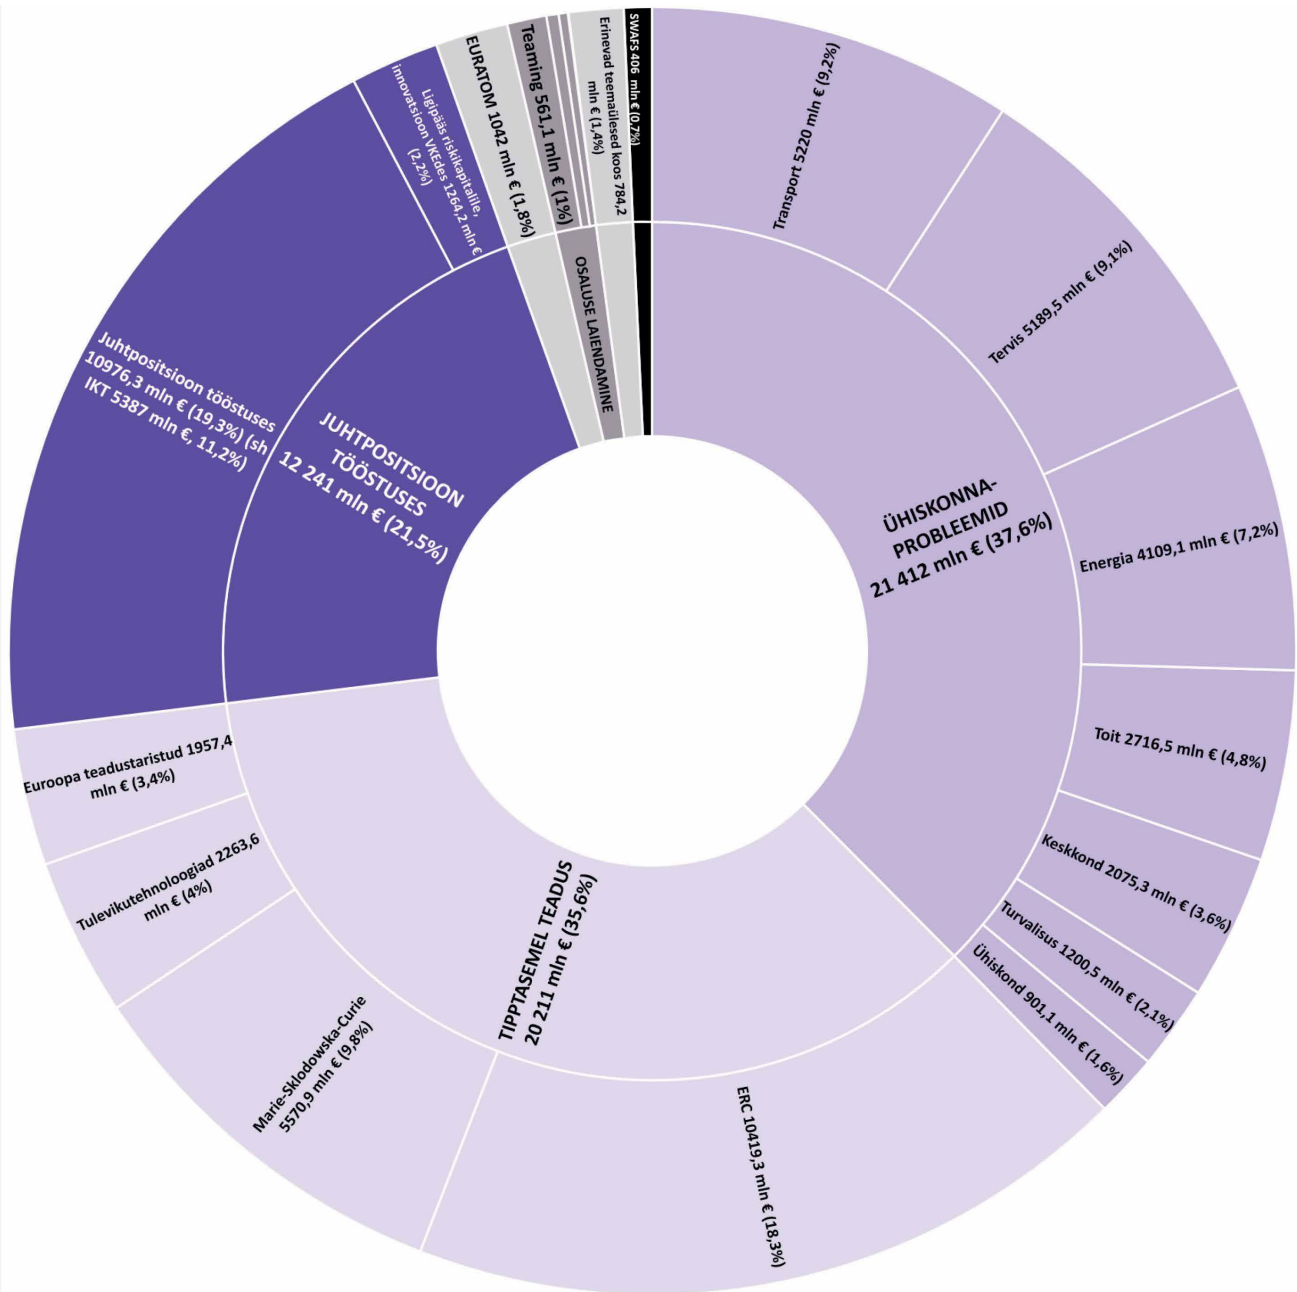 SWAFS 406 mln € (0,7%)
Erinevad teemaülesed koos 784,2
mln € (1,4%)
Teaming 561,1 mln € (1%)
EURATOM 1042 mln € (1,8%)
Ligipääs riskikapitalile,
innovatsioon VKEdes 1264,2 mln €
(2,2%)
Juhtpositsioon tööstuses
10976,3 mln € (19,3%) (sh
IKT 5387 mln €, 11,2%)
Euroopa teadustaristud 1957,4
mln € (3,4%)
Tulevikutehnoloogiad 2263,6
mln € (4%)
Marie-Sklodowska-Curie
5570,9 mln € (9,8%)
ERC 10419,3 mln € (18,3%)
Ühiskond 901,1 mln € (1,6%)
Turvalisus 1200,5 mln € (2,1%)
Keskkond 2075,3 mln € (3,6%)
Toit 2716,5 mln € (4,8%)
Energia 4109,1 mln € (7,2%)
Tervis 5189,5 mln € (9,1%)
Transport 5220 mln € (9,2%)
OSALUSE LAIENDAMINE
JUHTPOSITSIOON
TÖÖSTUSES
12 241 mln € (21,5%)
ÜHISKONNA-
PROBLEEMID
21 412 mln € (37,6%)
TIPPTASEMEL TEADUS
20 211 mln € (35,6%)